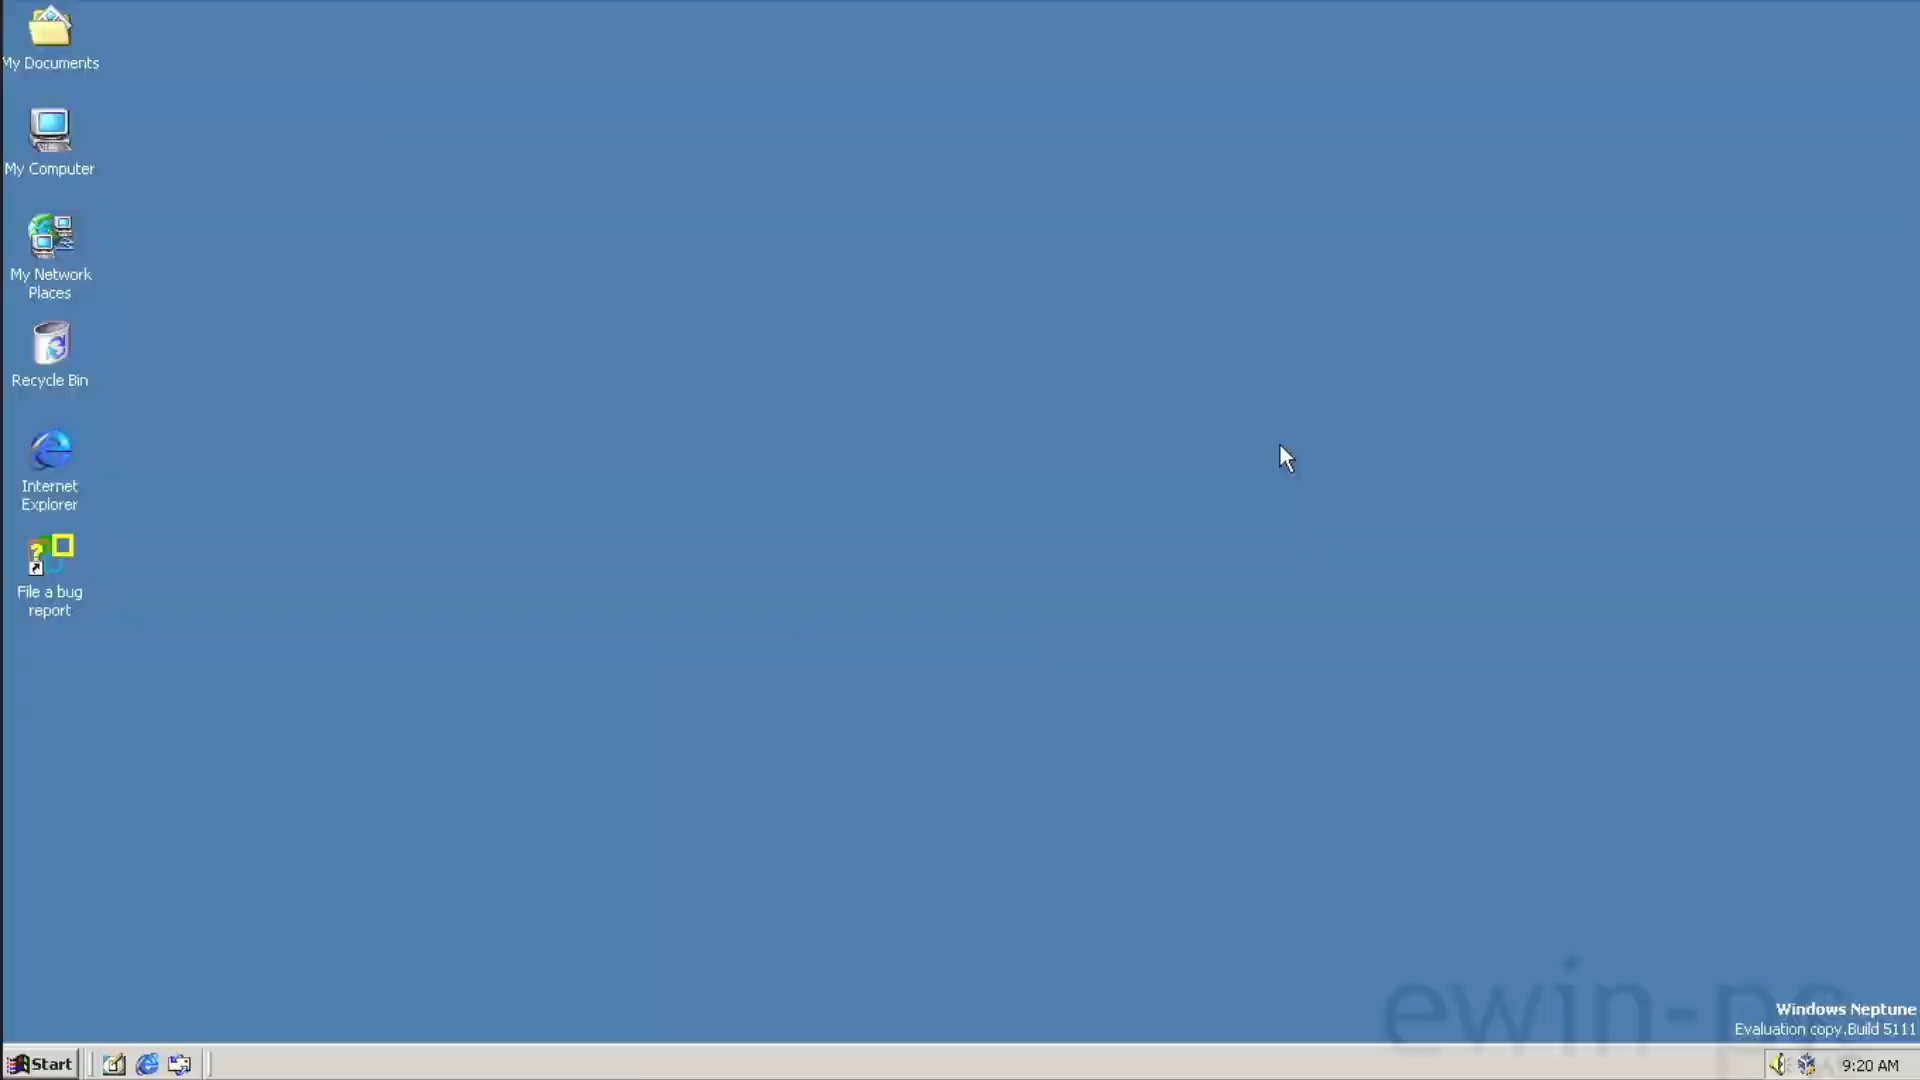 My Documents
My Computer
My Network
Places
Recycle Bin
Internet
Explorer
File a bug
report
Windows Neptune
Evaluation copy.Build 5111
Start
9:20 AM